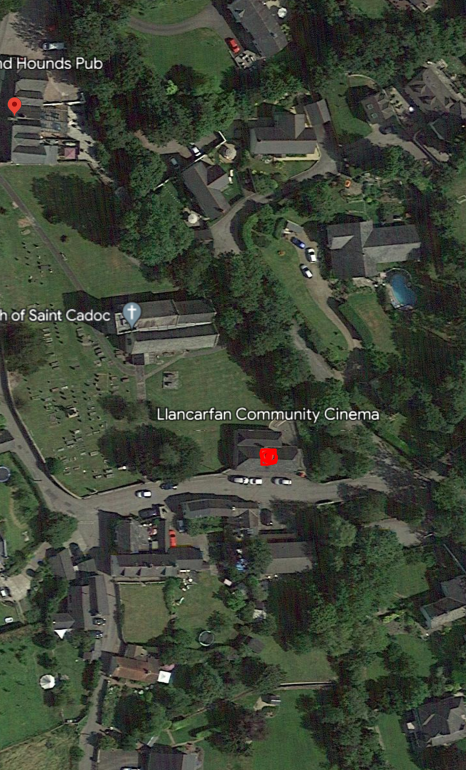 nd Hounds Pub
h of Saint Cadoc
Llancarfan Community Cinema